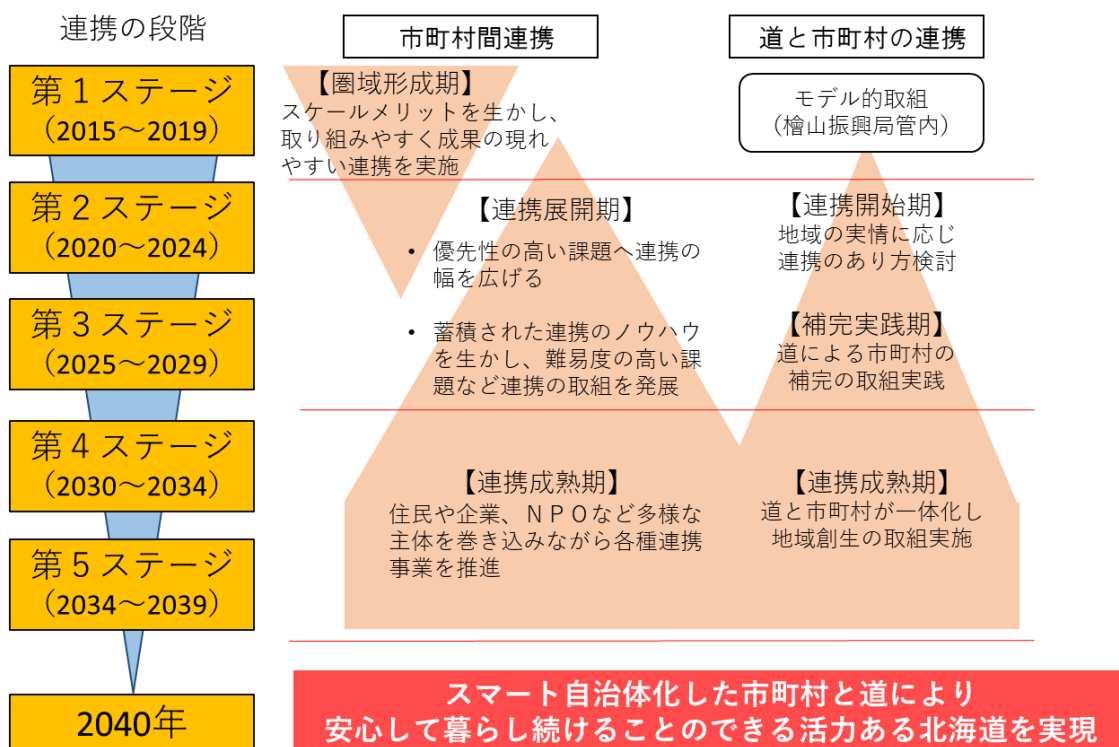 連携の段階
市町村間連携
道と市町村の連携
第１ステージ
（2015～2019）
【圏域形成期】
スケールメリットを生かし、
取り組みやすく成果の現れ
やすい連携を実施
モデル的取組
（檜山振興局管内）
第２ステージ
（2020～2024）
【連携展開期】
• 優先性の高い課題へ連携の
幅を広げる
【連携開始期】
地域の実情に応じ
連携のあり方検討
第３ステージ
（2025～2029）
• 蓄積された連携のノウハウ
を生かし、難易度の高い課
題など連携の取組を発展
【補完実践期】
道による市町村の
補完の取組実践
第４ステージ
（2030～2034）
【連携成熟期】
住民や企業、ＮＰＯなど多様な
主体を巻き込みながら各種連携
事業を推進
【連携成熟期】
道と市町村が一体化し
地域創生の取組実施
第５ステージ
（2034～2039）
2040年
スマート自治体化した市町村と道により
安心して暮らし続けることのできる活力ある北海道を実現